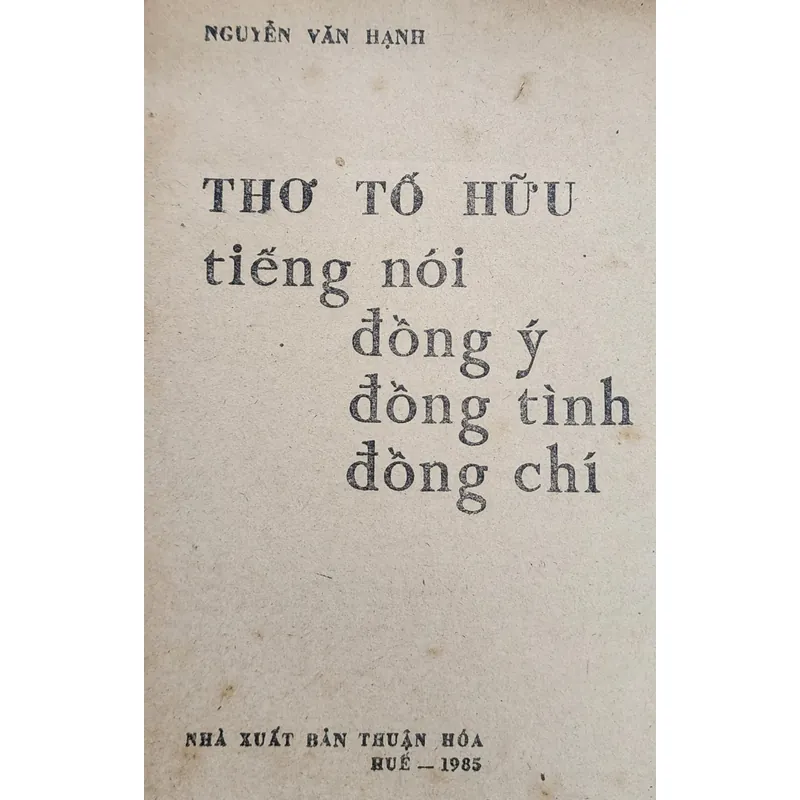 NGUYỄN VĂN HẠNH
THƠ TỐ HỮU
tiếng nói
đồng ý
đồng tình
đồng chí
NHÀ XUẤT BẢN THUẬN HÓA
HUẾ — 1985